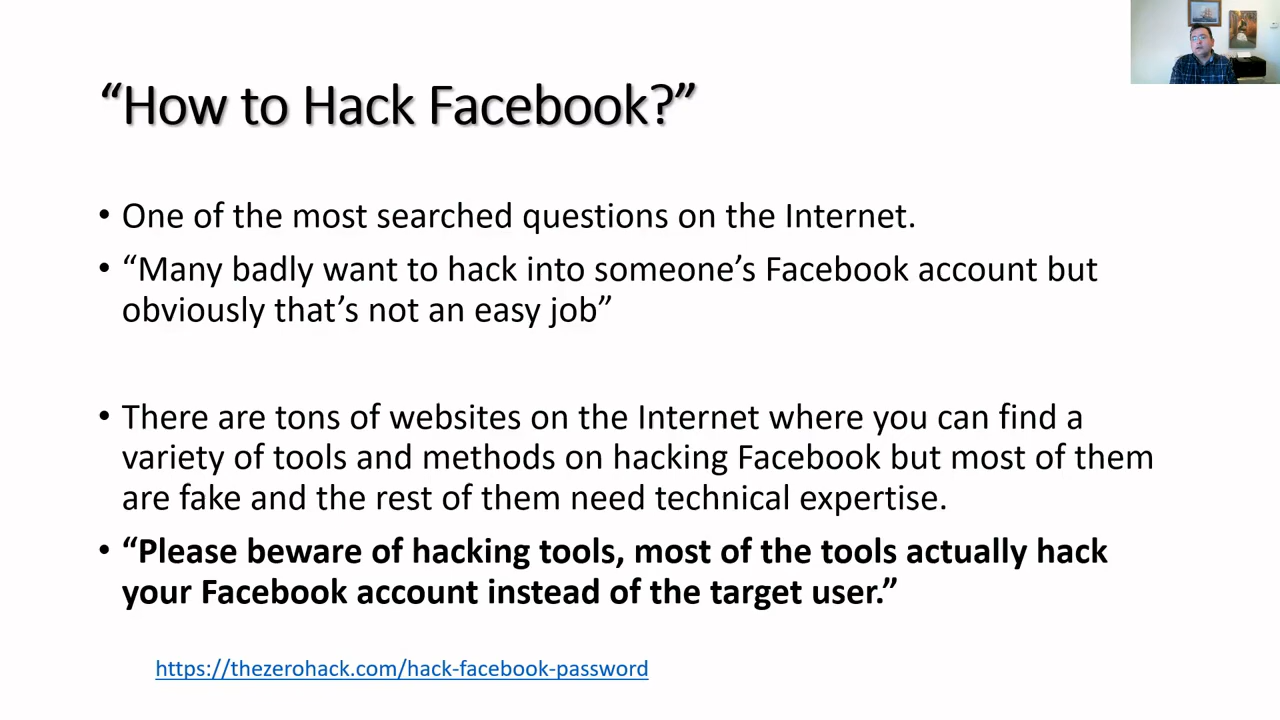 “How to Hack Facebook?”
• One of the most searched questions on the Internet.
• “Many badly want to hack into someone’s Facebook account but
obviously that’s not an easy job”
• There are tons of websites on the Internet where you can find a
variety of tools and methods on hacking Facebook but most of them
are fake and the rest of them need technical expertise.
• “Please beware of hacking tools, most of the tools actually hack
your Facebook account instead of the target user.”
https://thezerohack.com/hack-facebook-password